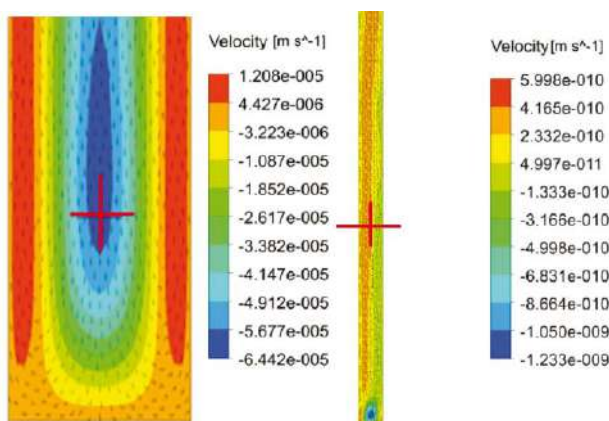 Velocity [m s^-1]
1.208e-005
4.427e-006
-3.223e-006
-1.087e-005
-1.852e-005
-2.617e-005
-3.382e-005
-4.147e-005
-4.912e-005
-5.677e-005
-6.442e-005
Velocity[m s^-1]
5.998e-010
4.165e-010
2.332e-010
4.997e-011
-1.333e-010
-3.166e-010
-4.998e-010
-6.831e-010
-8.664e-010
-1.050e-009
-1.233e-009